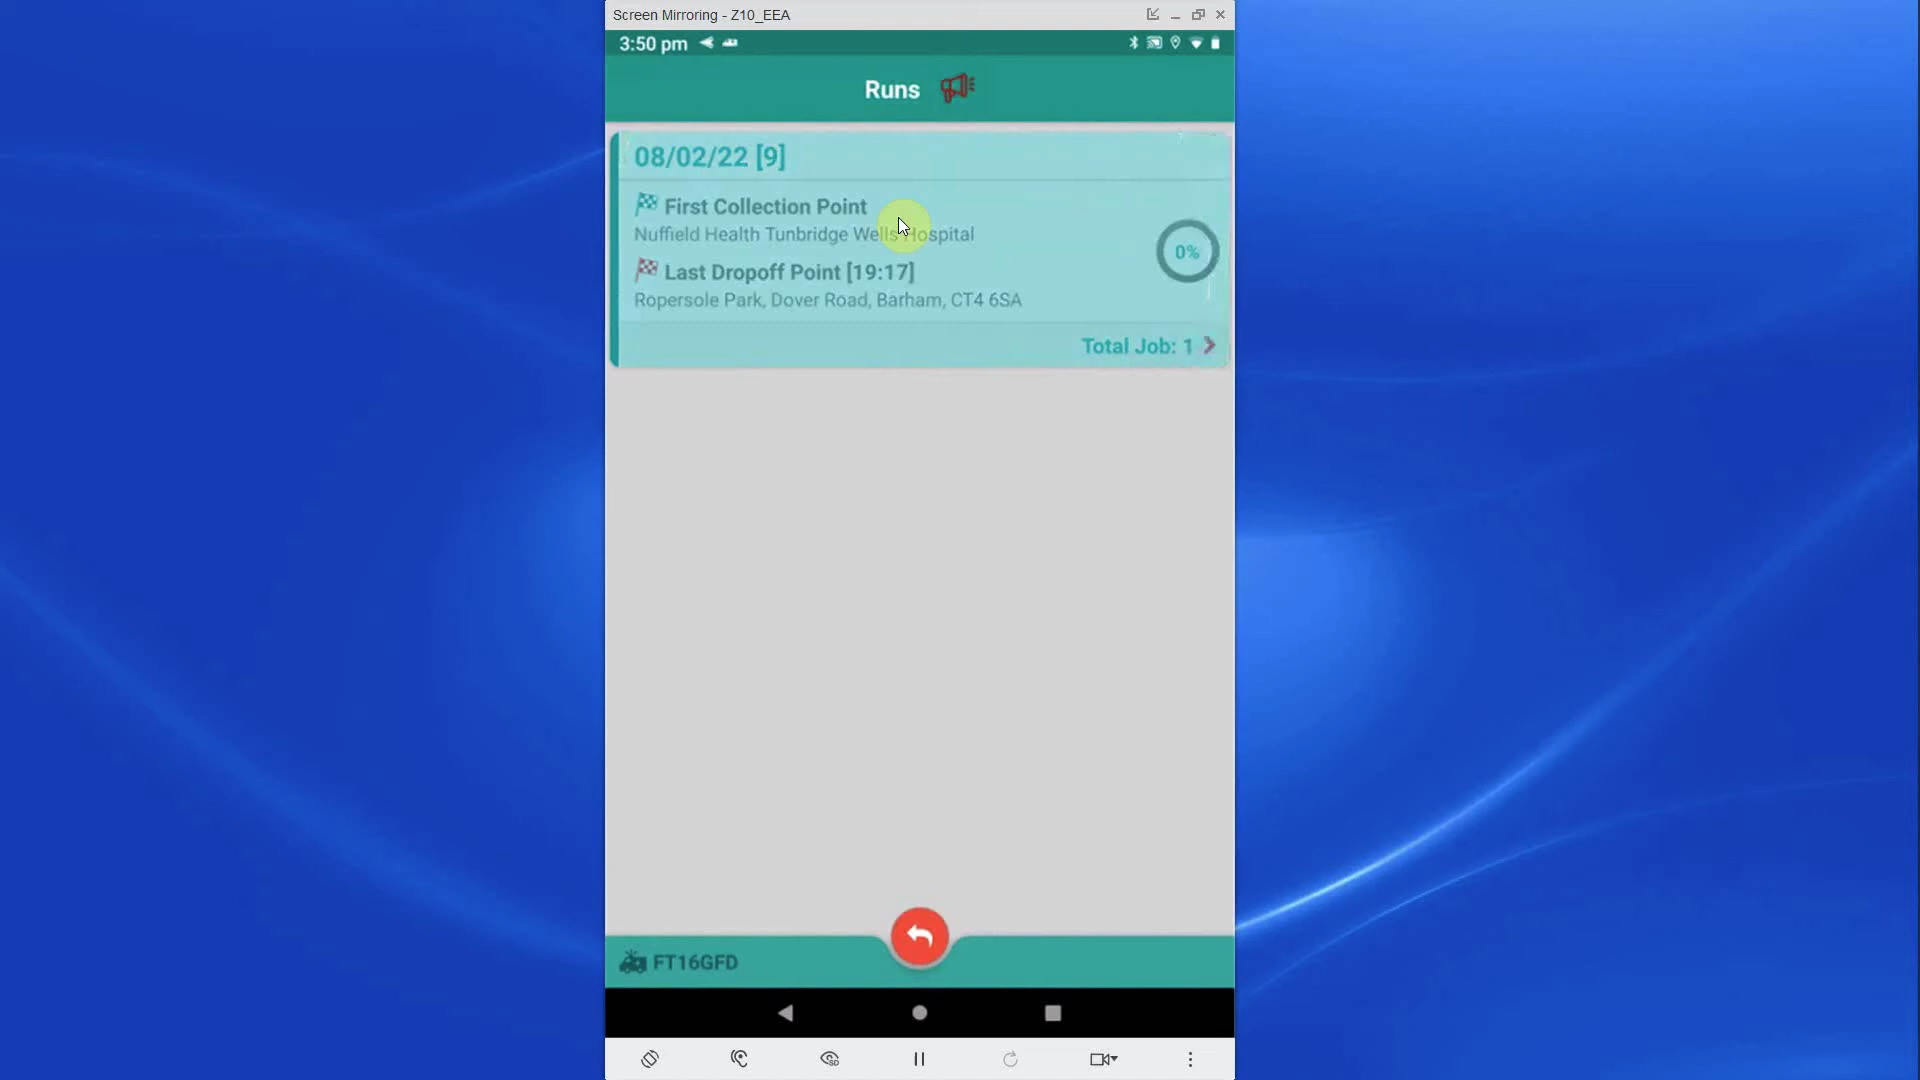 Screen Mirroring - Z10_EEA
3:50 pm
Runs
08/02/22 [9]
First Collection Point
Nuffield Health Tunbridge Wells Hospital
0%
Last Dropoff Point [19:17]
Ropersole Park, Dover Road, Barham, CT4 6SA
Total Job: 1
FT16GFD
SD